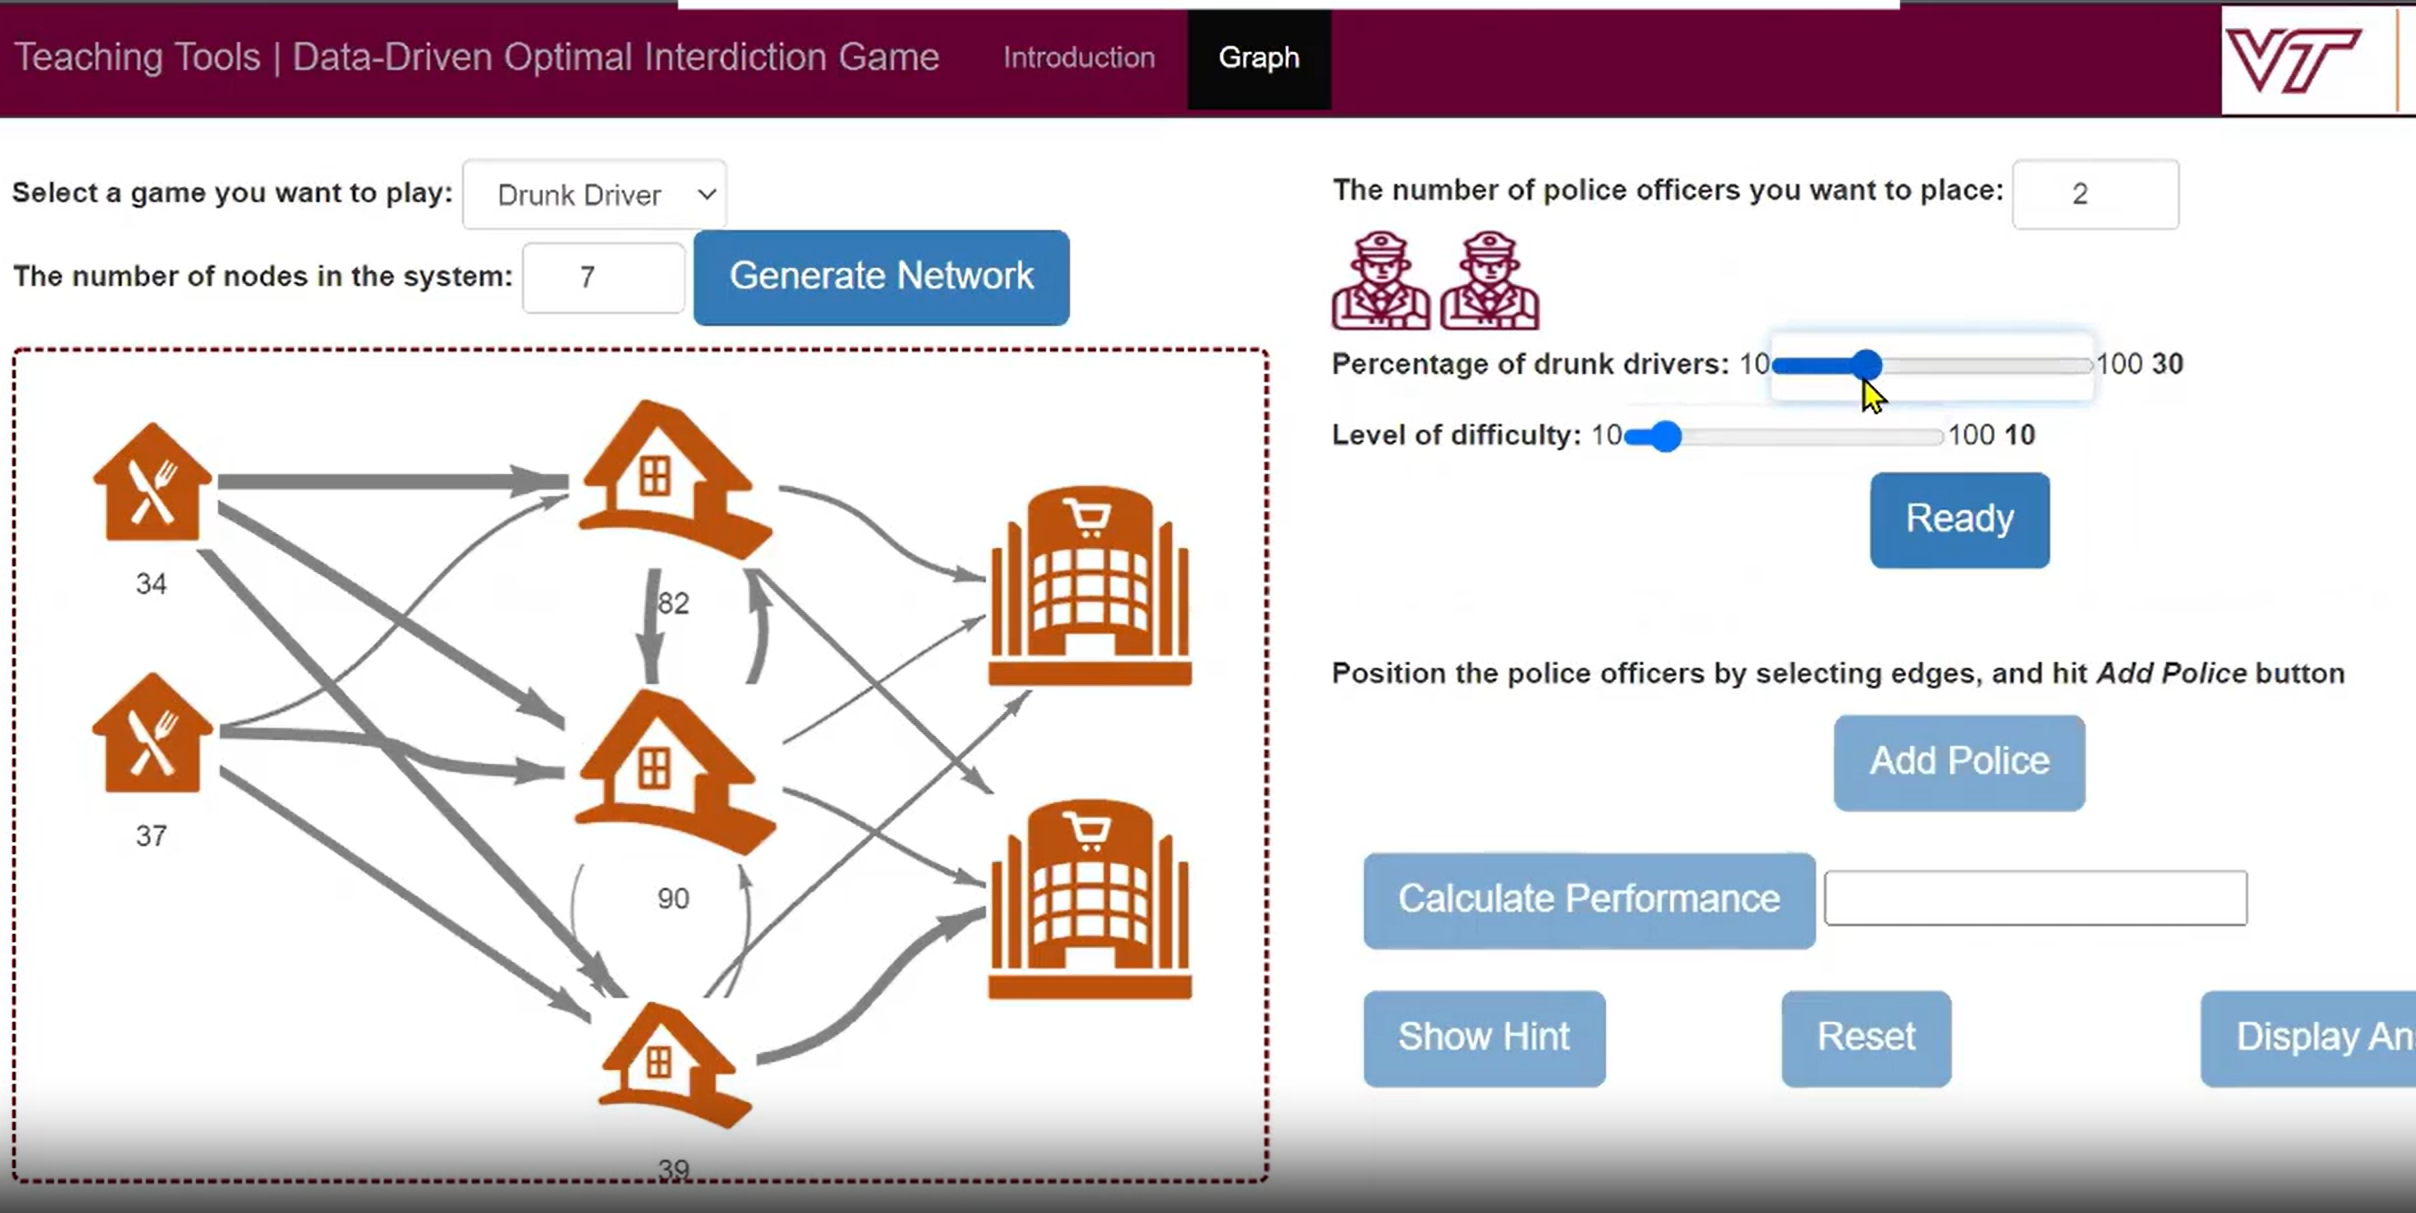 Teaching Tools | Data-Driven Optimal Interdiction Game Introduction Graph VT
Select a game you want to play: Drunk Driver
The number of nodes in the system: 7 Generate Network
34
37
82
90
39
The number of police officers you want to place: 2
Percentage of drunk drivers: 10 100 30
Level of difficulty: 10 100 10
Ready
Position the police officers by selecting edges, and hit Add Police button
Add Police
Calculate Performance
Show Hint Reset Display